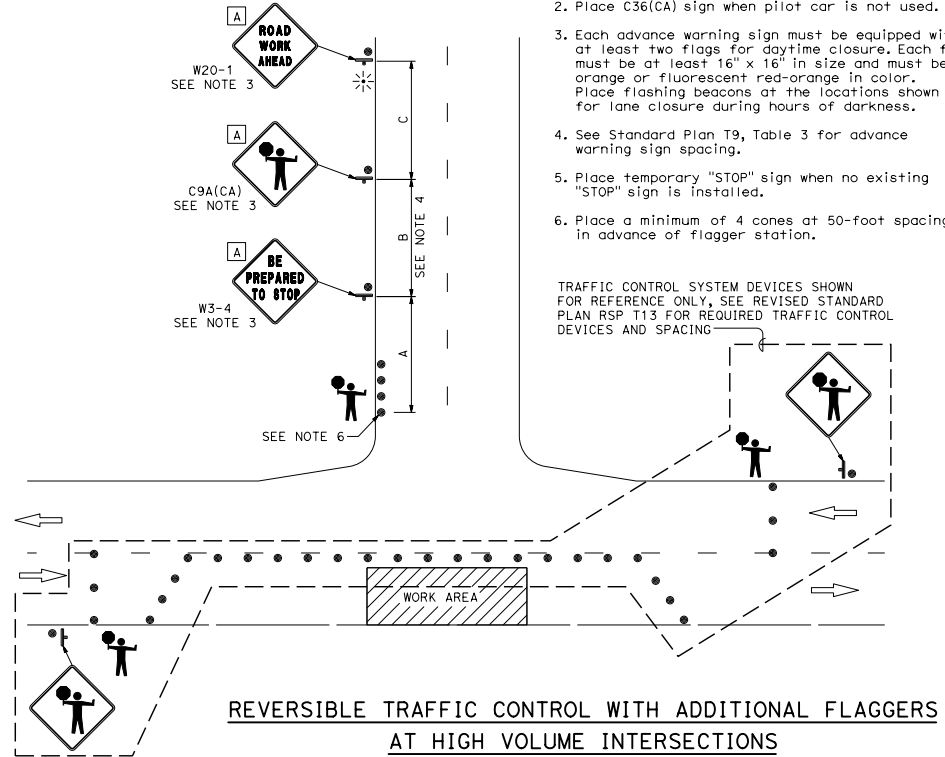 2. Place C36(CA) sign when pilot car is not used.
3. Each advance warning sign must be equipped
at least two flags for daytime closure. Each
must be at least 16" x 16" in size and must be
orange or fluorescent red-orange in color.
Place flashing beacons at the locations shown
for lane closure during hours of darkness.
4. See Standard Plan T9, Table 3 for advance
warning sign spacing.
5. Place temporary "STOP" sign when no existing
"STOP" sign is installed.
6. Place a minimum of 4 cones at 50-foot spacing
in advance of flagger station.
A
ROAD
WORK
AHEAD
W20-1
SEE NOTE 3
A
C9A(CA)
SEE NOTE 3
A
BE
PREPARED
TO STOP
W3-4
SEE NOTE 3
C
B
SEE NOTE 4
A
SEE NOTE 6
TRAFFIC CONTROL SYSTEM DEVICES SHOWN
FOR REFERENCE ONLY, SEE REVISED STANDARD
PLAN RSP T13 FOR REQUIRED TRAFFIC CONTROL
DEVICES AND SPACING
WORK AREA
REVERSIBLE TRAFFIC CONTROL WITH ADDITIONAL FLAGGERS
AT HIGH VOLUME INTERSECTIONS